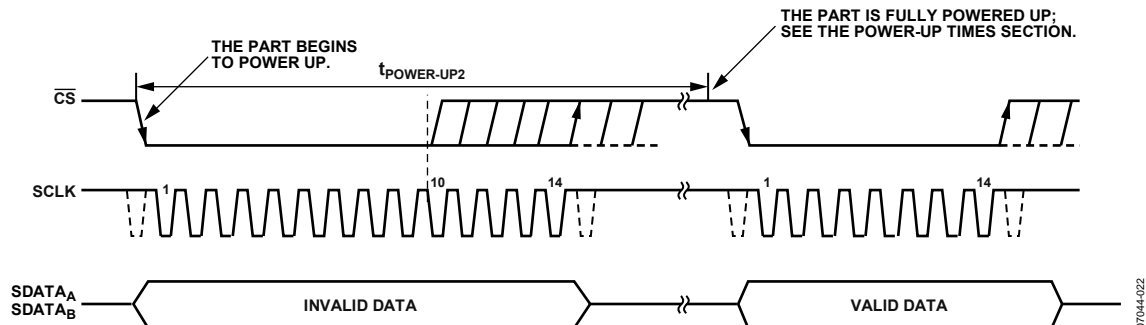 THE PART BEGINS
TO POWER UP.
THE PART IS FULLY POWERED UP;
SEE THE POWER-UP TIMES SECTION.
tPOWER-UP2
CS
SCLK
1
10
14
1
14
SDATAA
SDATAB
INVALID DATA
VALID DATA
07044-022